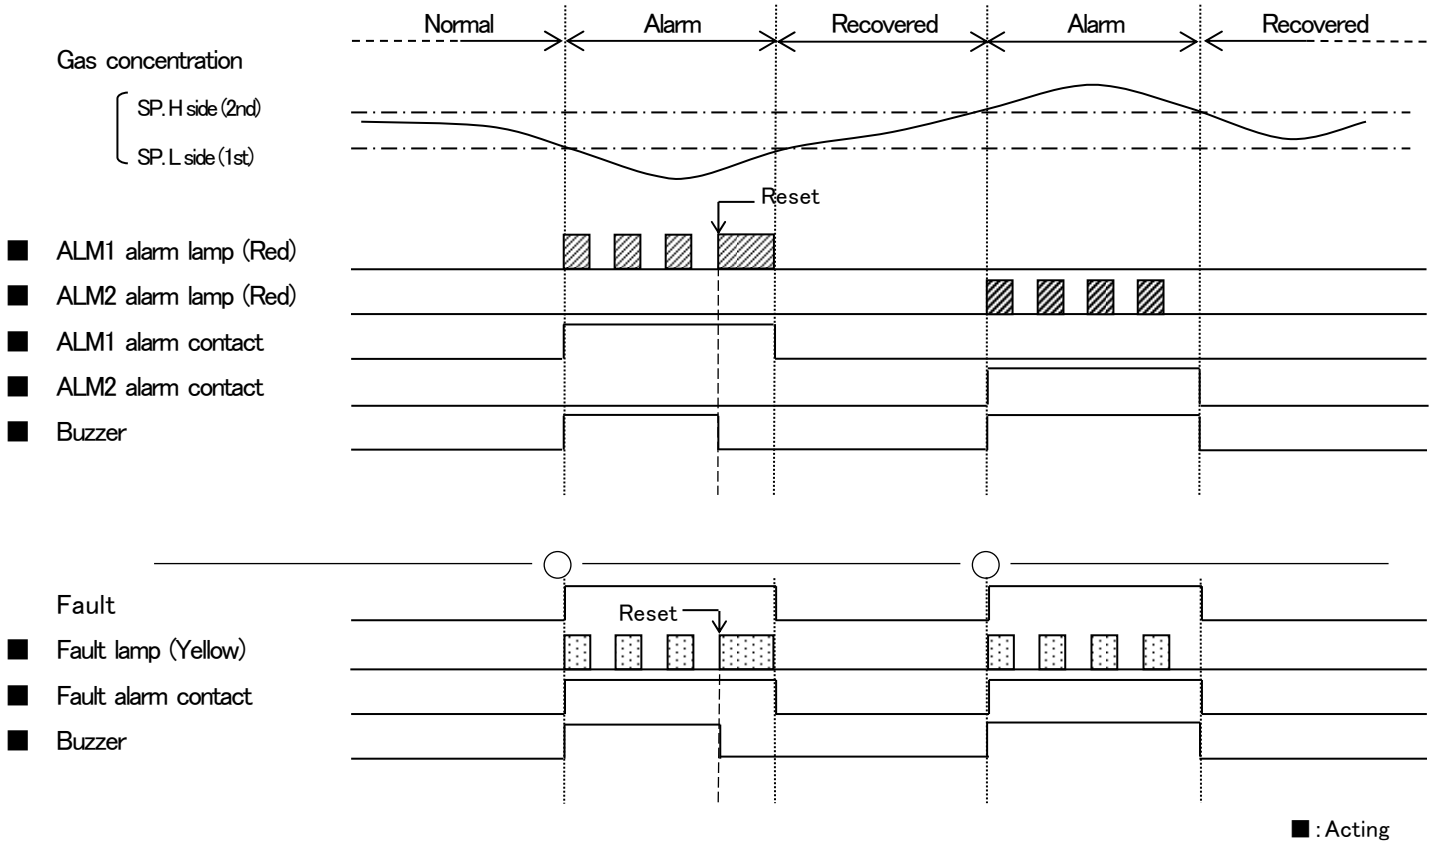 Normal Alarm Recovered Alarm Recovered
Gas concentration
SP. H side (2nd)
SP. L side (1st)
Reset
■ ALM1 alarm lamp (Red)
■ ALM2 alarm lamp (Red)
■ ALM1 alarm contact
■ ALM2 alarm contact
■ Buzzer
Fault
Reset
■ Fault lamp (Yellow)
■ Fault alarm contact
■ Buzzer
■ : Acting